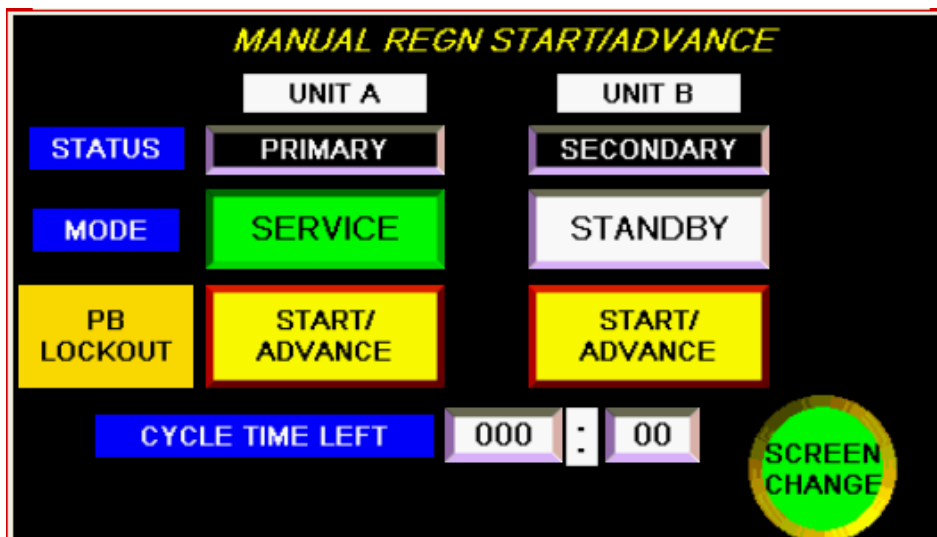 MANUAL REGN START/ADVANCE
UNIT A
UNIT B
STATUS
PRIMARY
SECONDARY
MODE
SERVICE
STANDBY
PB
LOCKOUT
START/
ADVANCE
START/
ADVANCE
CYCLE TIME LEFT
000 : 00
SCREEN
CHANGE